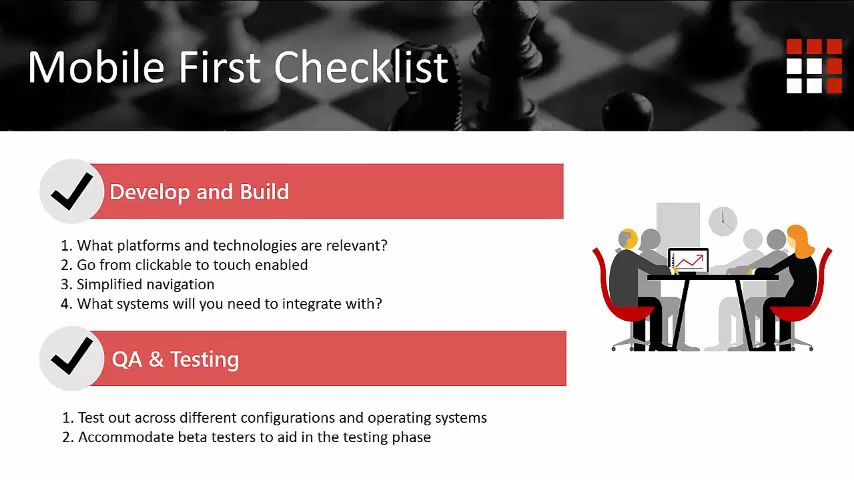 Mobile First Checklist
Develop and Build
1. What platforms and technologies are relevant?
2. Go from clickable to touch enabled
3. Simplified navigation
4. What systems will you need to integrate with?
QA & Testing
1. Test out across different configurations and operating systems
2. Accommodate beta testers to aid in the testing phase